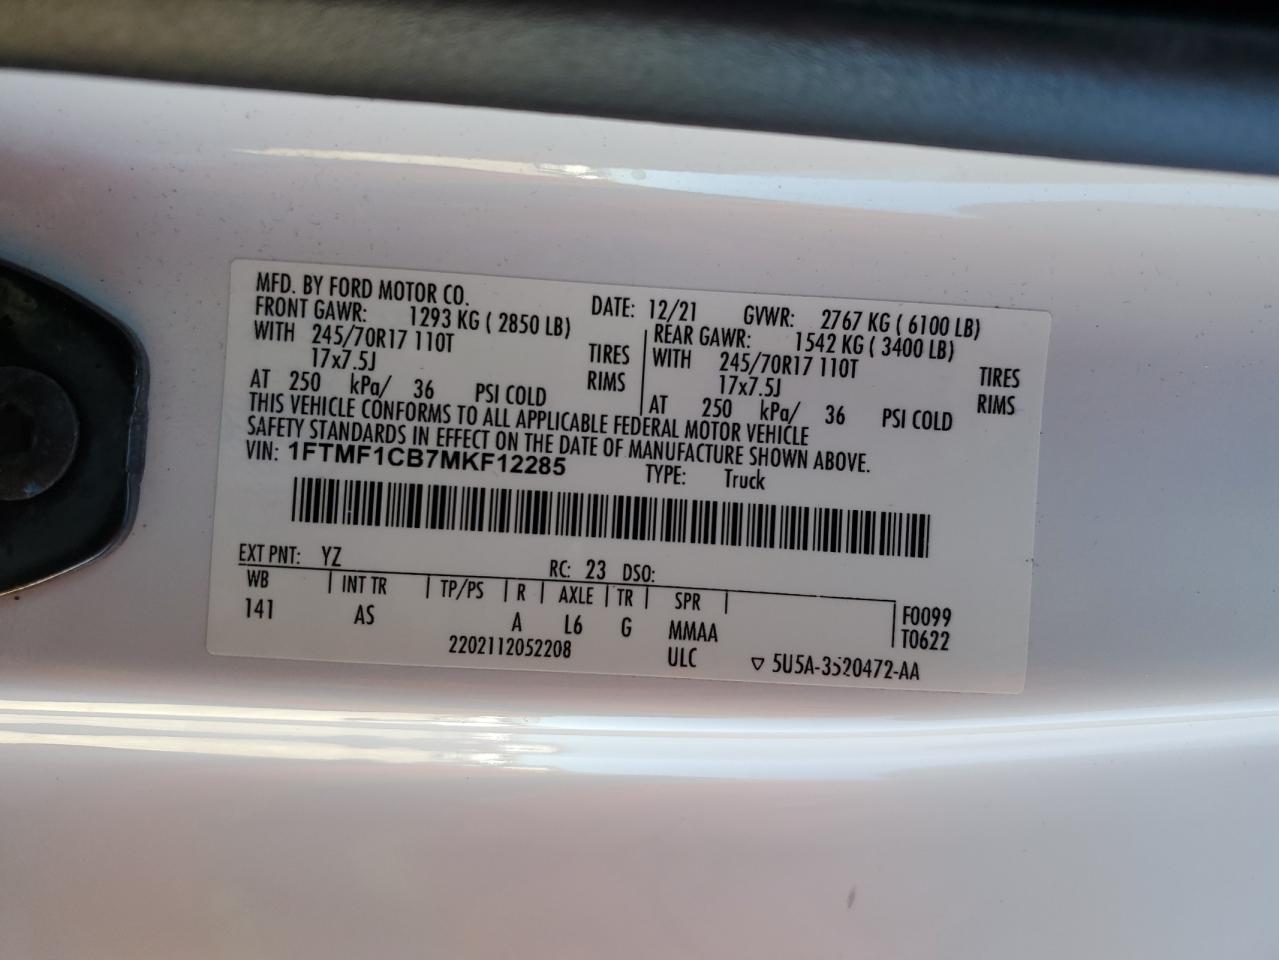 MFD. BY FORD MOTOR CO.
DATE: 12/21 GVWR: 2767 KG ( 6100 LB)
FRONT GAWR: 1293 KG ( 2850 LB)
WITH 245/70R17 110T TIRES
17x7.5J RIMS
AT 250 kPa/ 36 PSI COLD
REAR GAWR: 1542 KG ( 3400 LB)
WITH 245/70R17 110T TIRES
17x7.5J RIMS
AT 250 kPa/ 36 PSI COLD
THIS VEHICLE CONFORMS TO ALL APPLICABLE FEDERAL MOTOR VEHICLE
SAFETY STANDARDS IN EFFECT ON THE DATE OF MANUFACTURE SHOWN ABOVE.
VIN: 1FTMF1CB7MKF12285 TYPE: Truck
EXT PNT: YZ RC: 23 DSO:
WB | INT TR | TP/PS | R | AXLE | TR | SPR |
141 AS A L6 G MMAA
2202112052208 ULC
F0099
T0622
▽ 5U5A-3520472-AA